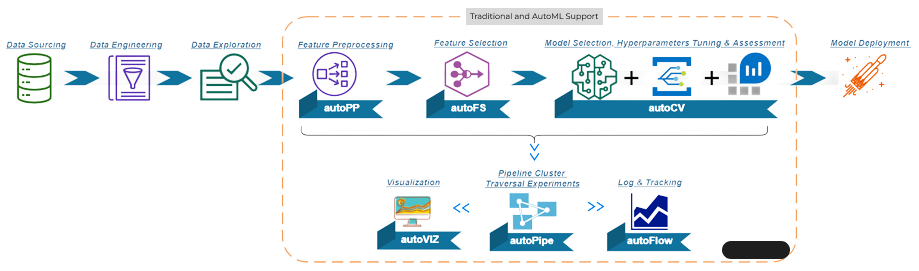 Traditional and AutoML Support
Data Sourcing
Data Engineering
Data Exploration
Feature Preprocessing
Feature Selection
Model Selection, Hyperparameters Tuning & Assessment
Model Deployment
autoPP
autoFS
autoCV
Visualization
Pipeline Cluster
Traversal Experiments
Log & Tracking
autoVIZ
autoPipe
autoFlow